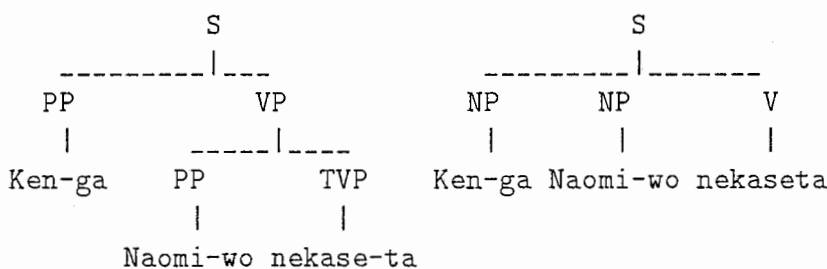 S S
PP VP NP NP V
Ken-ga PP TVP Ken-ga Naomi-wo nekaseta
Naomi-wo nekase-ta